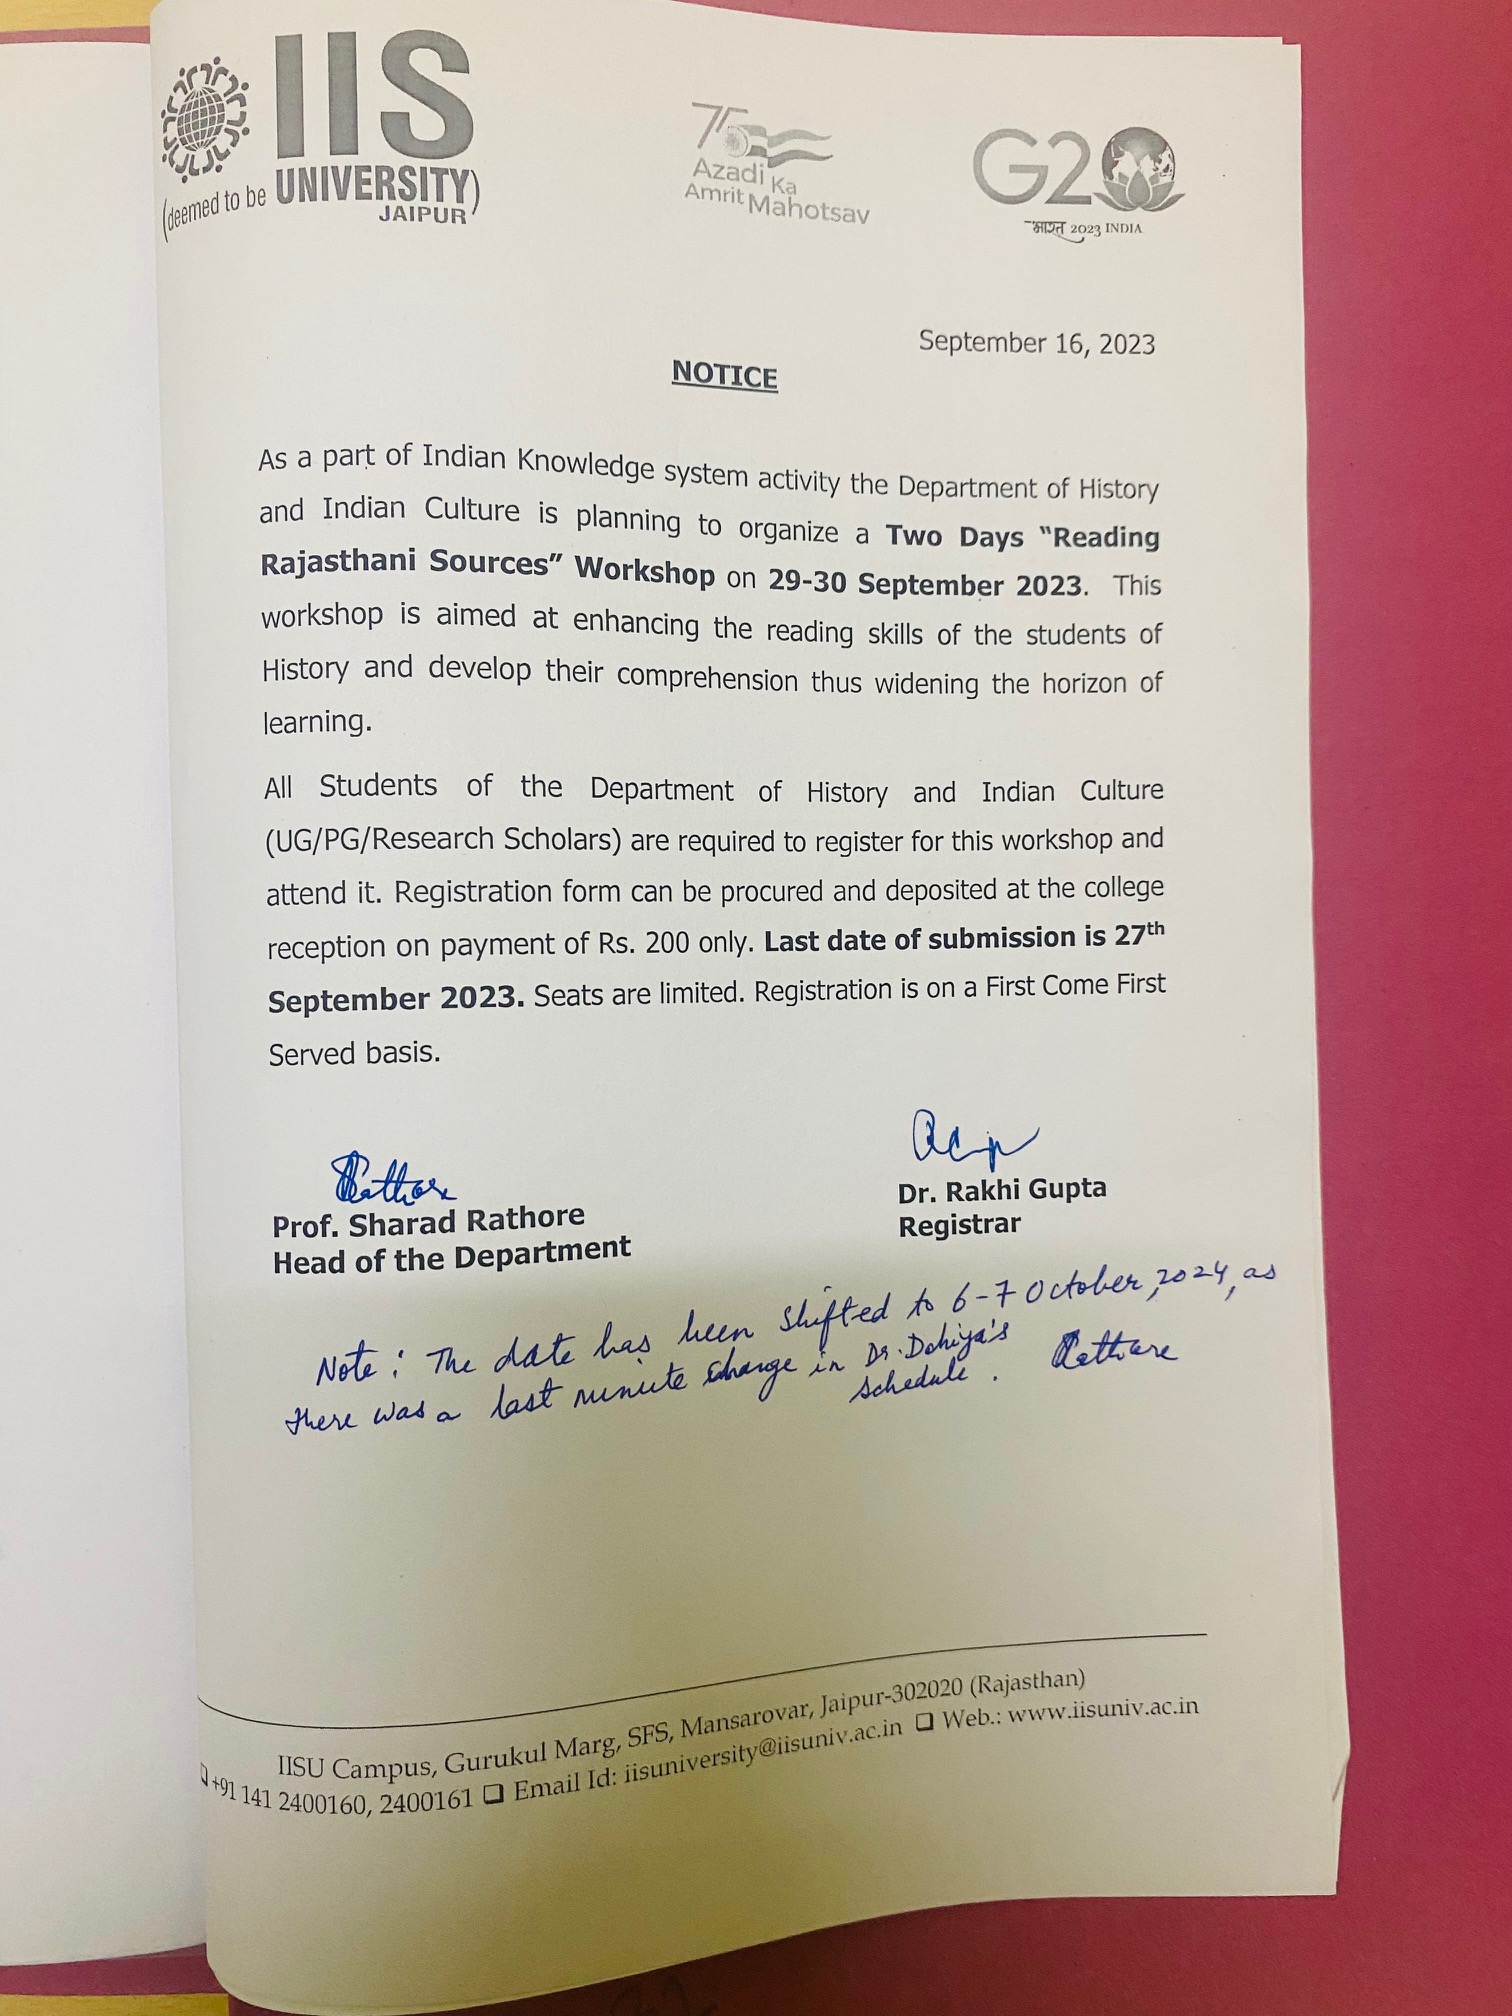 IIS
(deemed to be UNIVERSITY)
JAIPUR
75
Azadi Ka
Amrit Mahotsav
G20
भारत 2023 INDIA
September 16, 2023
NOTICE
As a part of Indian Knowledge system activity the Department of History
and Indian Culture is planning to organize a Two Days “Reading
Rajasthani Sources” Workshop on 29-30 September 2023. This
workshop is aimed at enhancing the reading skills of the students of
History and develop their comprehension thus widening the horizon of
learning.
All Students of the Department of History and Indian Culture
(UG/PG/Research Scholars) are required to register for this workshop and
attend it. Registration form can be procured and deposited at the college
reception on payment of Rs. 200 only. Last date of submission is 27th
September 2023. Seats are limited. Registration is on a First Come First
Served basis.
Rathore
Prof. Sharad Rathore
Head of the Department
Dr. Rakhi Gupta
Registrar
Note: The date has been shifted to 6-7 October, 2024, as
there was a last minute change in Dr. Dahiya's
schedule. Rathore
IISU Campus, Gurukul Marg, SFS, Mansarovar, Jaipur-302020 (Rajasthan)
+91 141 2400160, 2400161 ❑ Email Id: iisuniversity@iisuniv.ac.in ❑ Web.: www.iisuniv.ac.in